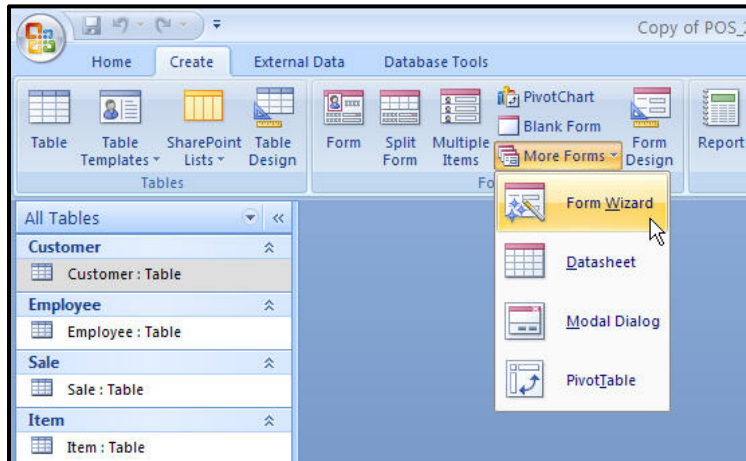 Copy of POS_2
Home Create External Data Database Tools
Table Table Templates SharePoint Lists Table Design
Tables
Form Split Form Multiple Items PivotChart
Blank Form
More Forms Form Design
Fo
Report
All Tables
Customer
Customer : Table
Employee
Employee : Table
Sale
Sale : Table
Item
Item : Table
Form Wizard
Datasheet
Modal Dialog
PivotTable